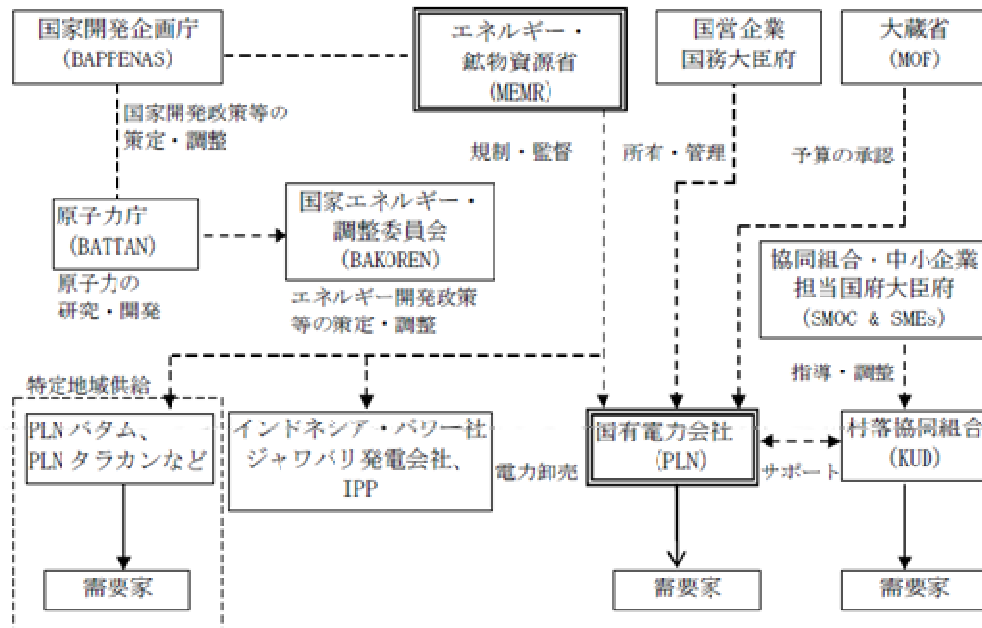 国家開発企画庁
(BAPPENAS)
エネルギー・
鉱物資源省
(MEMR)
国営企業
国務大臣府
大蔵省
(MOF)
国家開発政策等の
策定・調整
規制・監督
所有・管理
予算の承認
原子力庁
(BATTAN)
国家エネルギー・
調整委員会
(BAKOREN)
原子力の
研究・開発
エネルギー開発政策
等の策定・調整
協同組合・中小企業
担当国府大臣府
(SMOC & SMEs)
指導・調整
特定地域供給
PLN バタム、
PLN タラカンなど
インドネシア・パワー社
ジャワバリ発電会社、
IPP
電力卸売
国有電力会社
(PLN)
サポート
村落協同組合
(KUD)
需要家
需要家
需要家